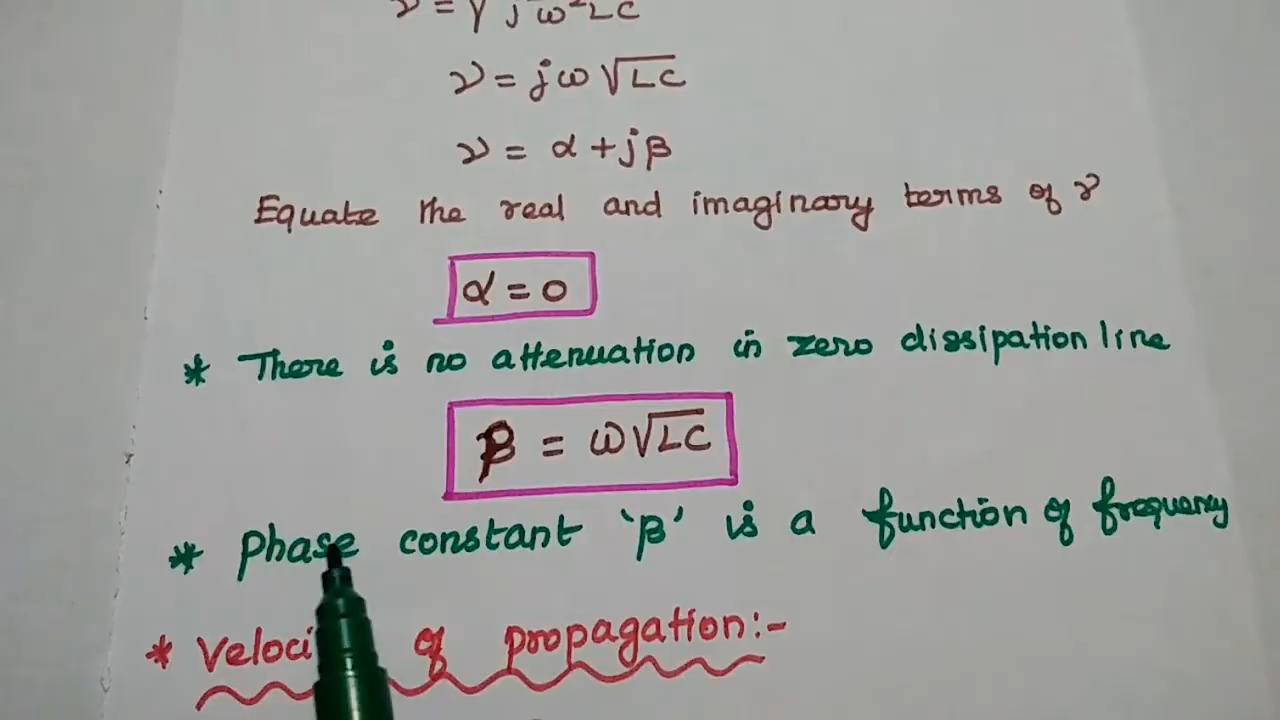 γ = √j²ω²LC
γ = jω√LC
γ = α + jβ
Equate the real and imaginary terms of γ
α = 0
* There is no attenuation in zero dissipation line
β = ω√LC
* Phase constant 'β' is a function of frequency
* Veloci of propagation:-